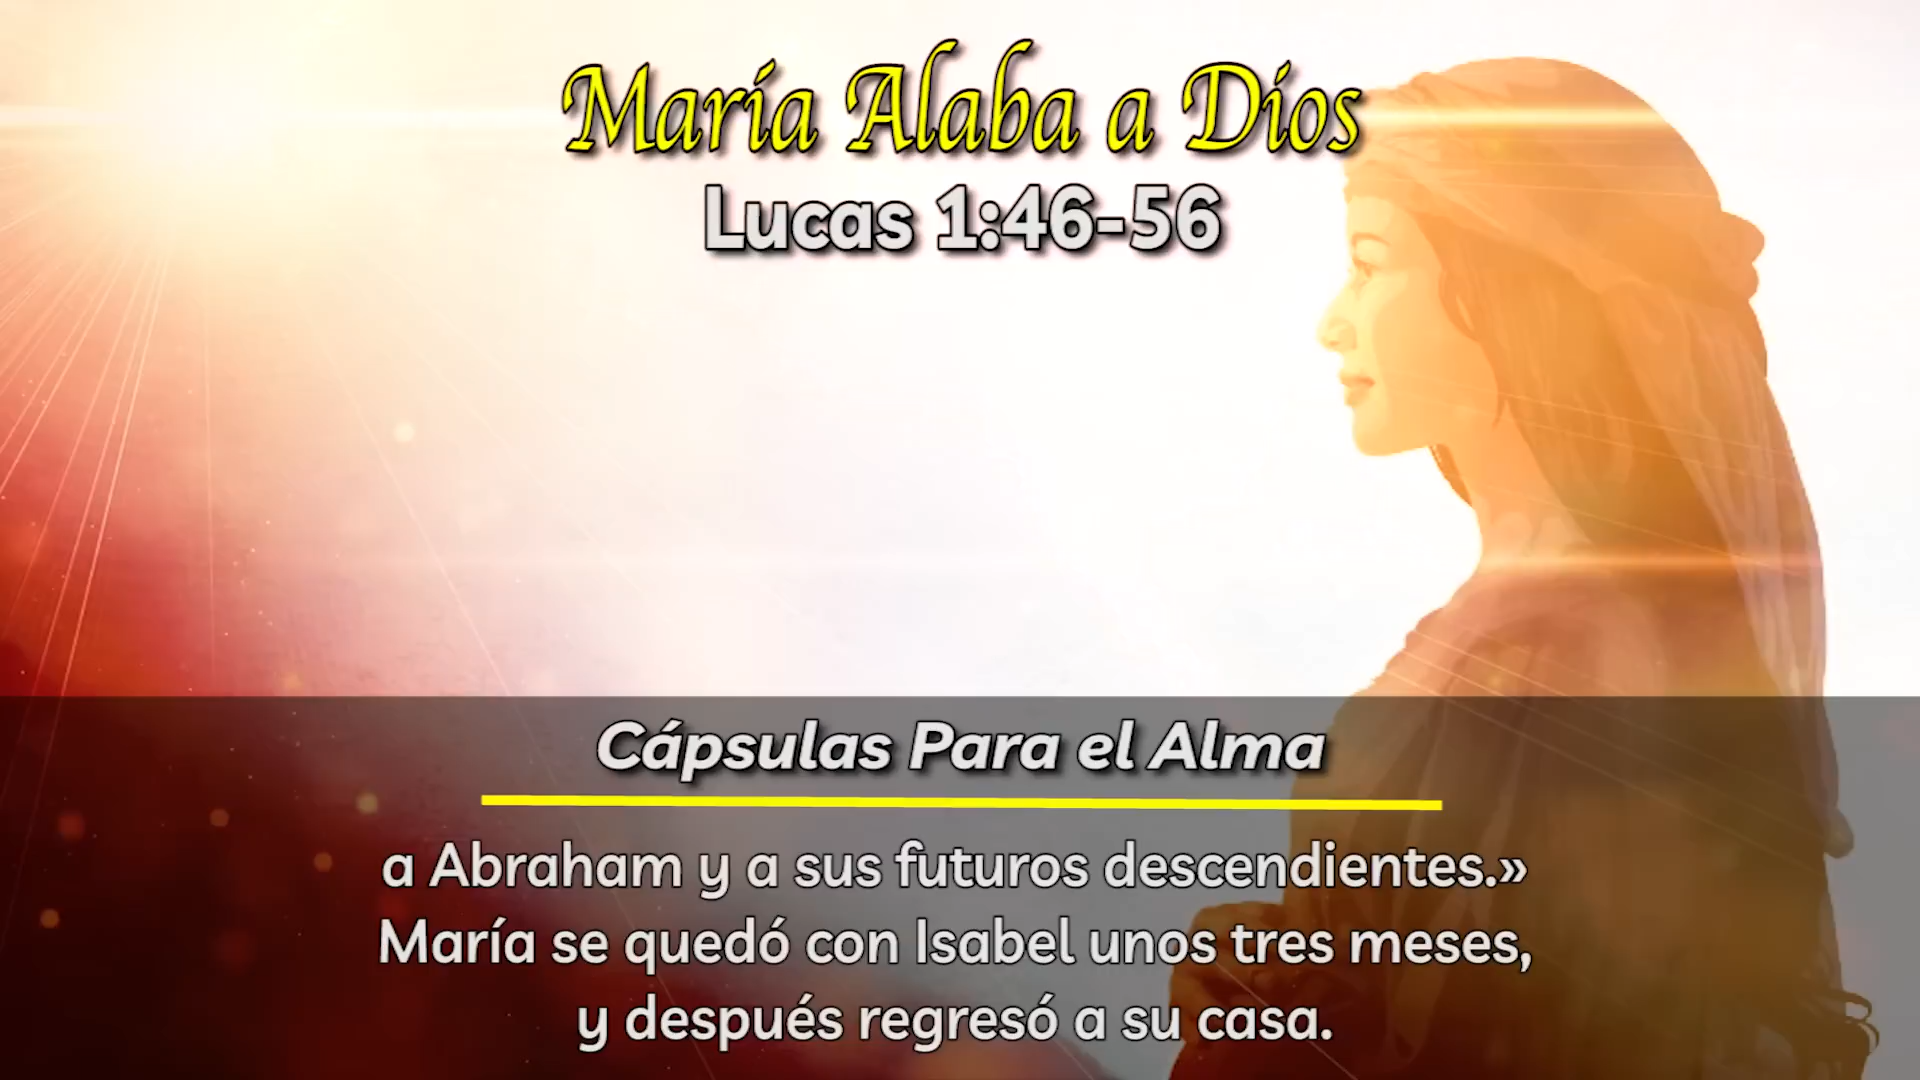 María Alaba a Dios
Lucas 1:46-56
Cápsulas Para el Alma
a Abraham y a sus futuros descendientes.»
María se quedó con Isabel unos tres meses,
y después regresó a su casa.